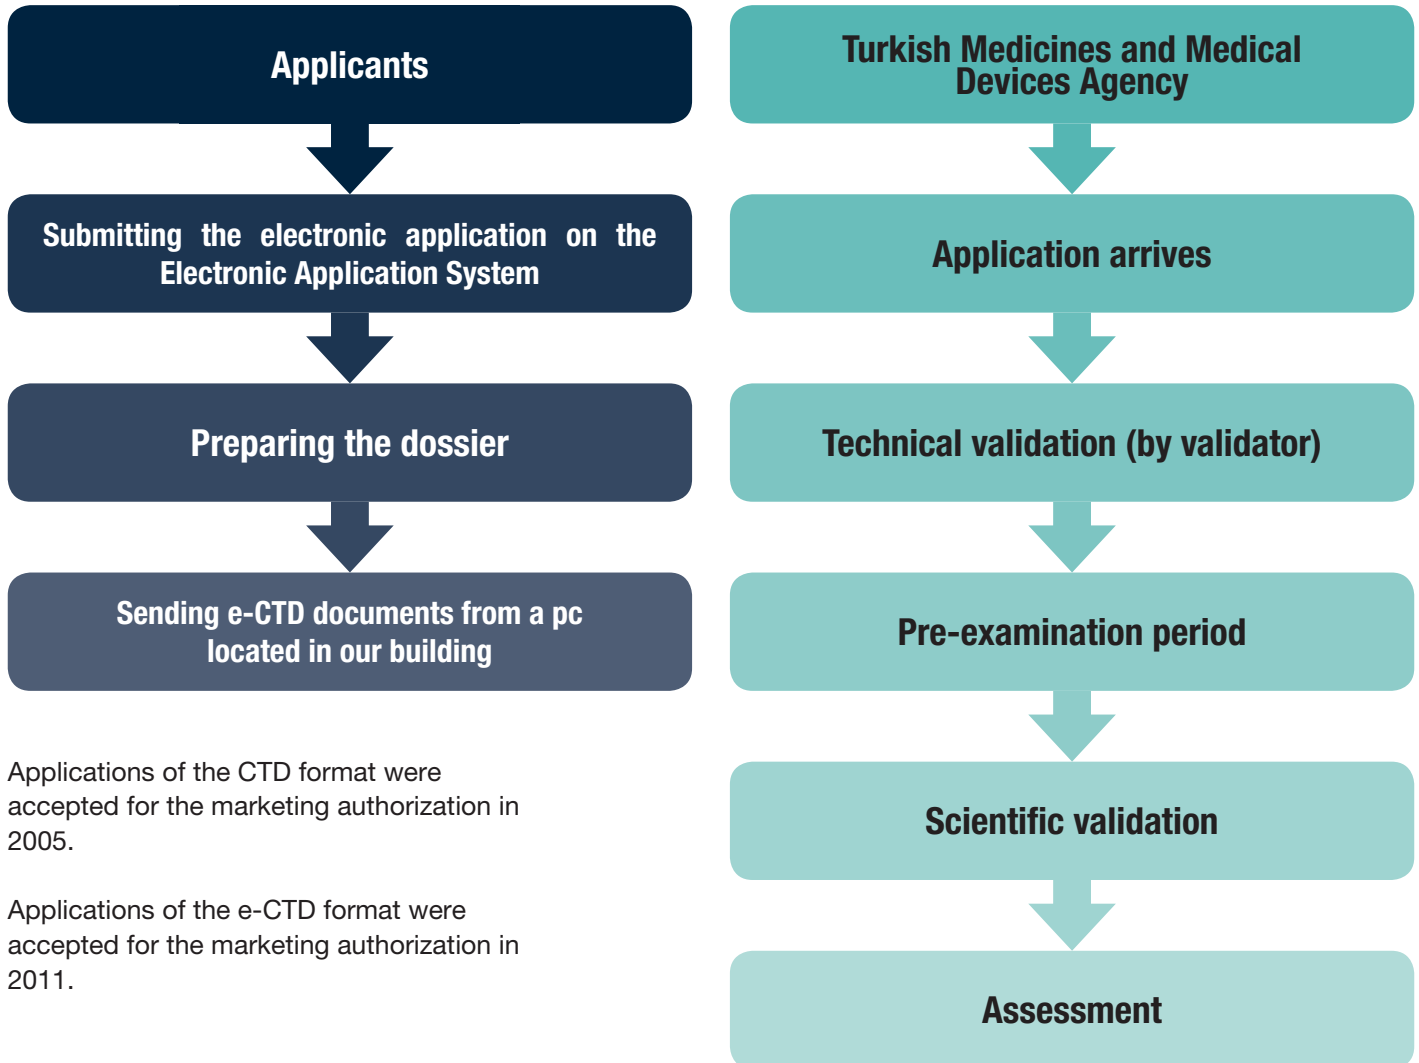 Applicants
Submitting the electronic application on the
Electronic Application System
Preparing the dossier
Sending e-CTD documents from a pc
located in our building
Applications of the CTD format were
accepted for the marketing authorization in
2005.
Applications of the e-CTD format were
accepted for the marketing authorization in
2011.
Turkish Medicines and Medical
Devices Agency
Application arrives
Technical validation (by validator)
Pre-examination period
Scientific validation
Assessment